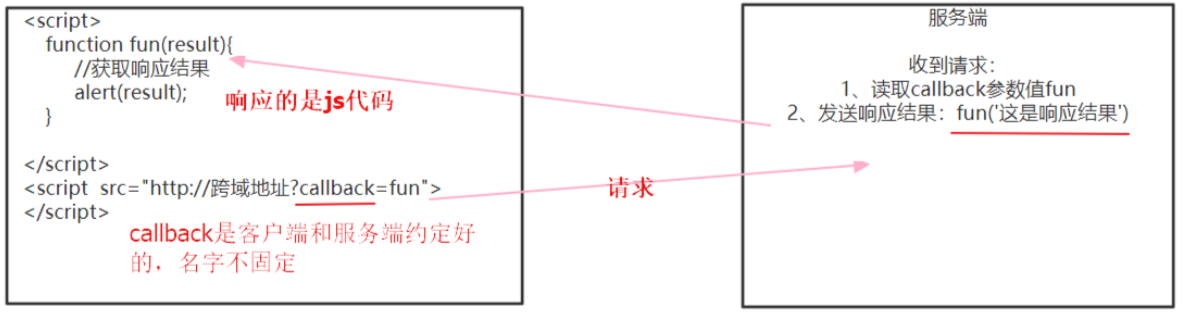 <script>
function fun(result){
//获取响应结果
alert(result);
}
响应的是js代码
</script>
<script src="http://跨域地址?callback=fun">
</script>
callback是客户端和服务端约定好
的，名字不固定
请求
服务端
收到请求：
1、读取callback参数值fun
2、发送响应结果：fun('这是响应结果')